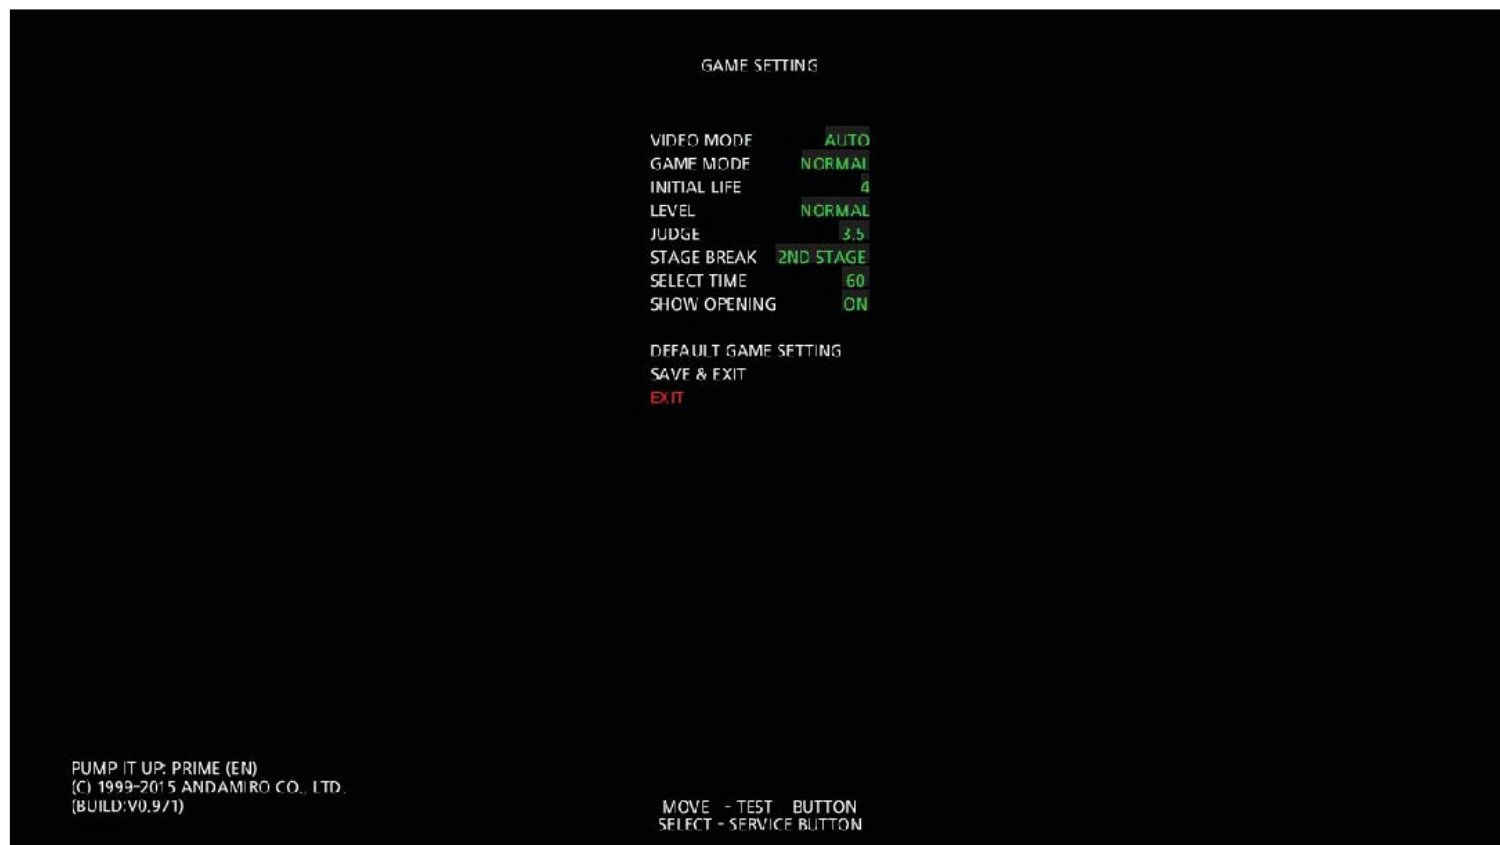 GAME SETTING
VIDEO MODE AUTO
GAME MODE NORMAL
INITIAL LIFE 4
LEVEL NORMAL
JUDGE 3.5
STAGE BREAK 2ND STAGE
SELECT TIME 60
SHOW OPENING ON
DEFAULT GAME SETTING
SAVE & EXIT
EXIT
PUMP IT UP: PRIME (EN)
(C) 1999-2015 ANDAMIRO CO., LTD.
(BUILD:V0.971)
MOVE - TEST BUTTON
SELECT - SERVICE BUTTON